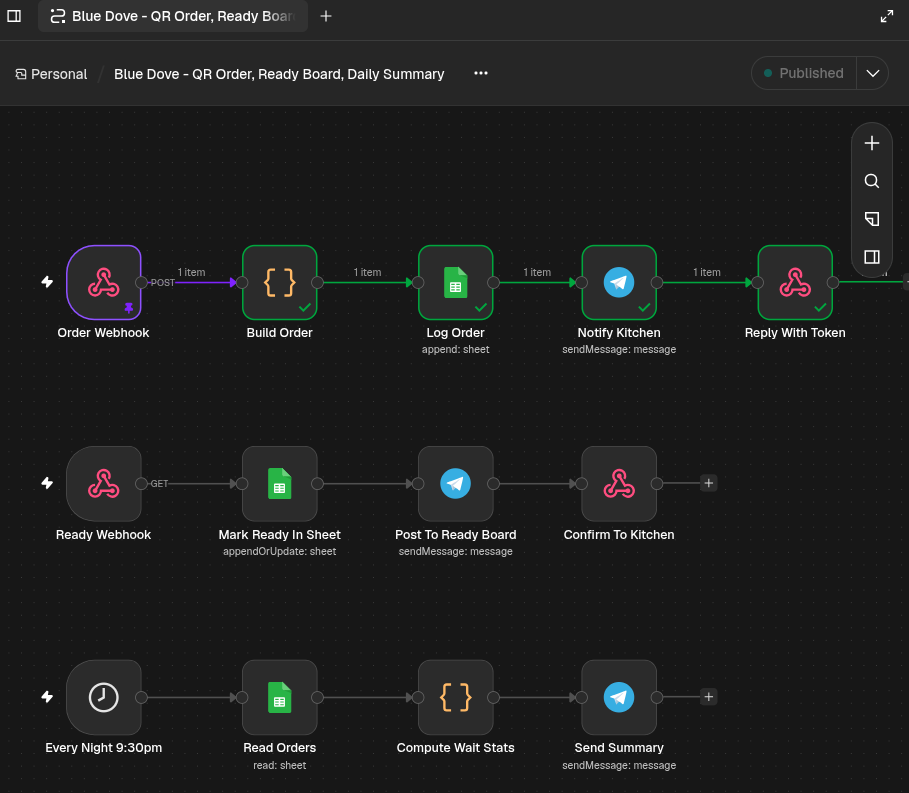 Blue Dove - QR Order, Ready Boar
Personal / Blue Dove - QR Order, Ready Board, Daily Summary
Published
POST
1 item
1 item
1 item
1 item
Order Webhook
Build Order
Log Order
append: sheet
Notify Kitchen
sendMessage: message
Reply With Token
GET
Ready Webhook
Mark Ready In Sheet
appendOrUpdate: sheet
Post To Ready Board
sendMessage: message
Confirm To Kitchen
Every Night 9:30pm
Read Orders
read: sheet
Compute Wait Stats
Send Summary
sendMessage: message